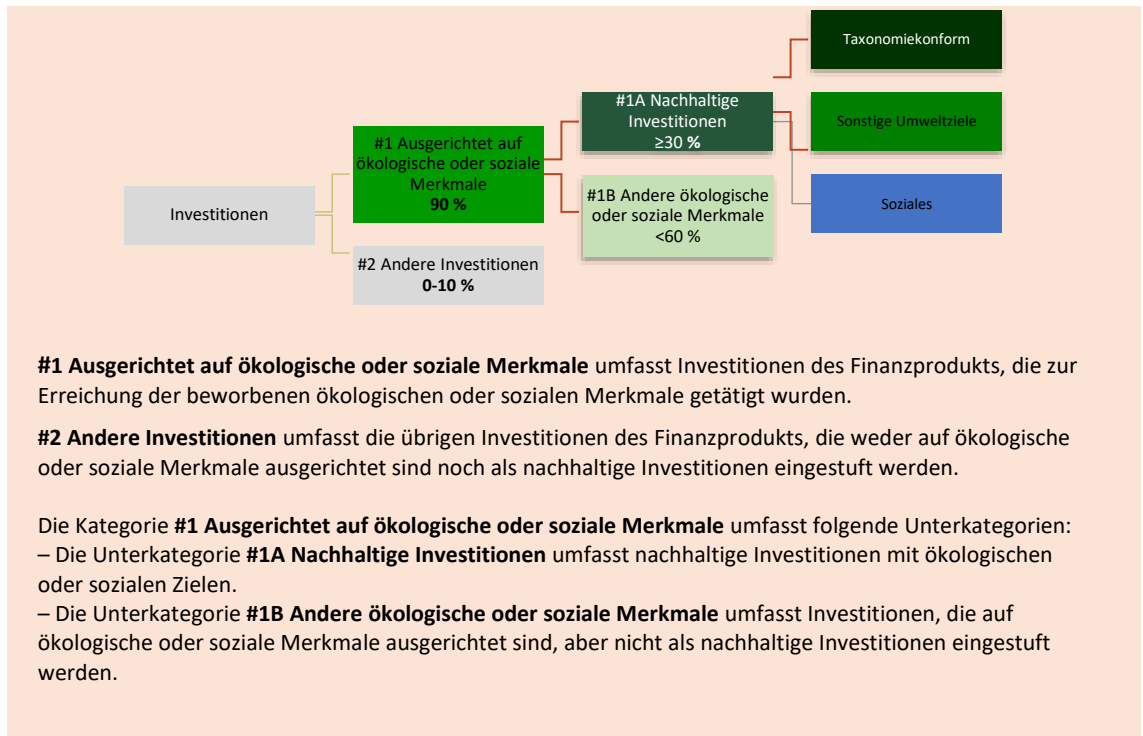 Taxonomiekonform
#1A Nachhaltige
Investitionen
≥30 %
Sonstige Umweltziele
#1 Ausgerichtet auf
ökologische oder soziale
Merkmale
90 %
#1B Andere ökologische
oder soziale Merkmale
<60 %
Soziales
Investitionen
#2 Andere Investitionen
0-10 %
#1 Ausgerichtet auf ökologische oder soziale Merkmale umfasst Investitionen des Finanzprodukts, die zur
Erreichung der beworbenen ökologischen oder sozialen Merkmale getätigt wurden.
#2 Andere Investitionen umfasst die übrigen Investitionen des Finanzprodukts, die weder auf ökologische
oder soziale Merkmale ausgerichtet sind noch als nachhaltige Investitionen eingestuft werden.
Die Kategorie #1 Ausgerichtet auf ökologische oder soziale Merkmale umfasst folgende Unterkategorien:
– Die Unterkategorie #1A Nachhaltige Investitionen umfasst nachhaltige Investitionen mit ökologischen
oder sozialen Zielen.
– Die Unterkategorie #1B Andere ökologische oder soziale Merkmale umfasst Investitionen, die auf
ökologische oder soziale Merkmale ausgerichtet sind, aber nicht als nachhaltige Investitionen eingestuft
werden.